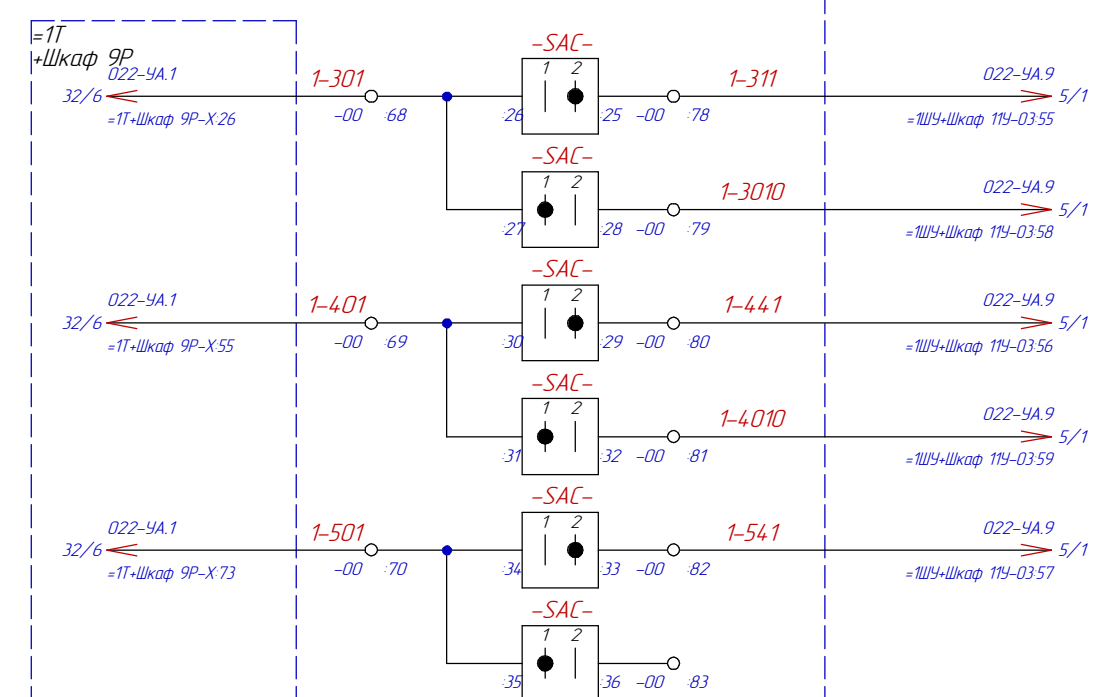 =1Т
+Шкаф 9Р
-SAC-
022-УА.1 1-301 1 2 1-311 022-УА.9
32/6 5/1
=1Т+Шкаф 9Р-Х:26 -00 :68 :26 :25 -00 :78 =1ШУ+Шкаф 11У-03:55
-SAC-
1 2 1-3010 022-УА.9
5/1
:27 :28 -00 :79 =1ШУ+Шкаф 11У-03:58
-SAC-
022-УА.1 1-401 1 2 1-441 022-УА.9
32/6 5/1
=1Т+Шкаф 9Р-Х:55 -00 :69 :30 :29 -00 :80 =1ШУ+Шкаф 11У-03:56
-SAC-
1 2 1-4010 022-УА.9
5/1
:31 :32 -00 :81 =1ШУ+Шкаф 11У-03:59
-SAC-
022-УА.1 1-501 1 2 1-541 022-УА.9
32/6 5/1
=1Т+Шкаф 9Р-Х:73 -00 :70 :34 :33 -00 :82 =1ШУ+Шкаф 11У-03:57
-SAC-
1 2
:35 :36 -00 :83